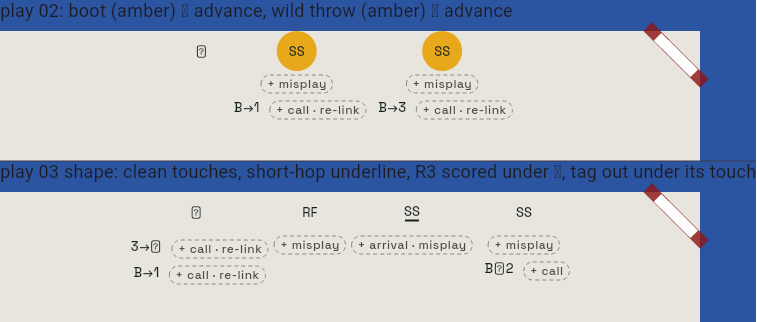 play 02: boot (amber) ▯ advance, wild throw (amber) ▯ advance
? SS SS
+ misplay + misplay
B→1 + call · re-link B→3 + call · re-link
play 03 shape: clean touches, short-hop underline, R3 scored under ▯, tag out under its touch
? RF SS SS
3→? + call · re-link + misplay + arrival · misplay + misplay
B→1 + call · re-link B?2 + call